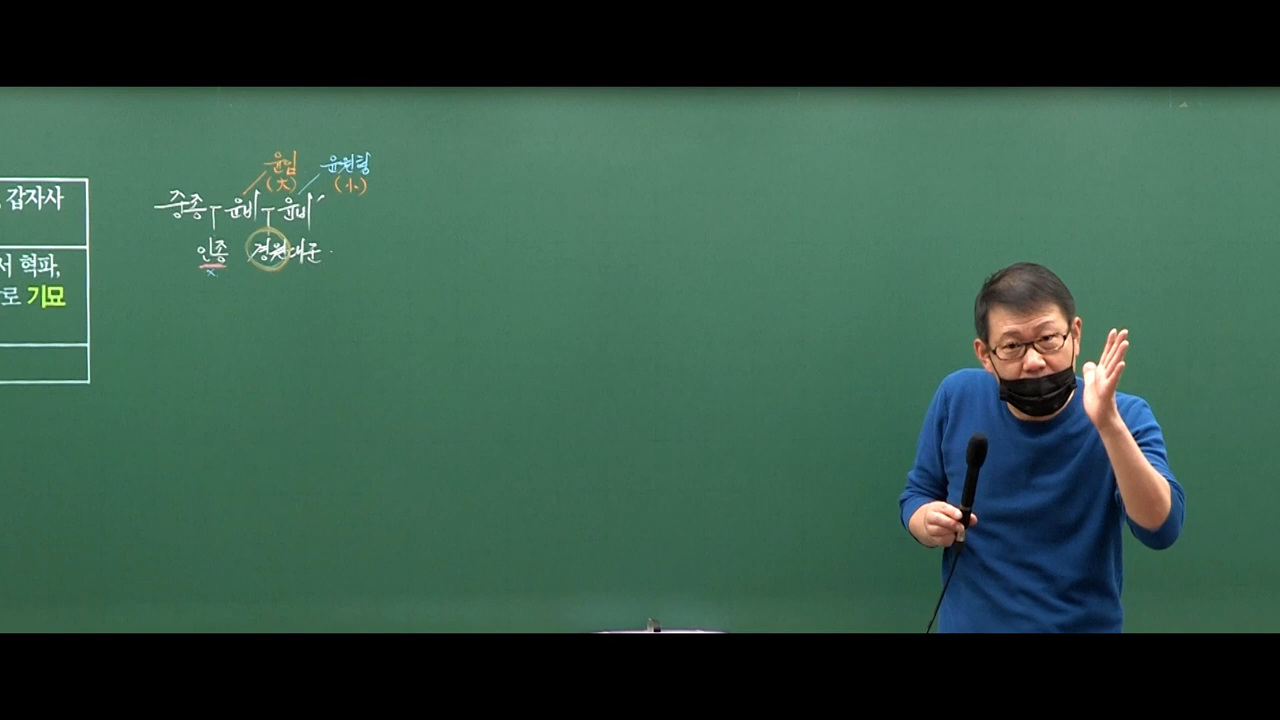 , 갑자사
서 혁파,
로 기묘
윤임 윤원형
(大) (小)
중종 윤비 윤비′
인종 경원대군
x